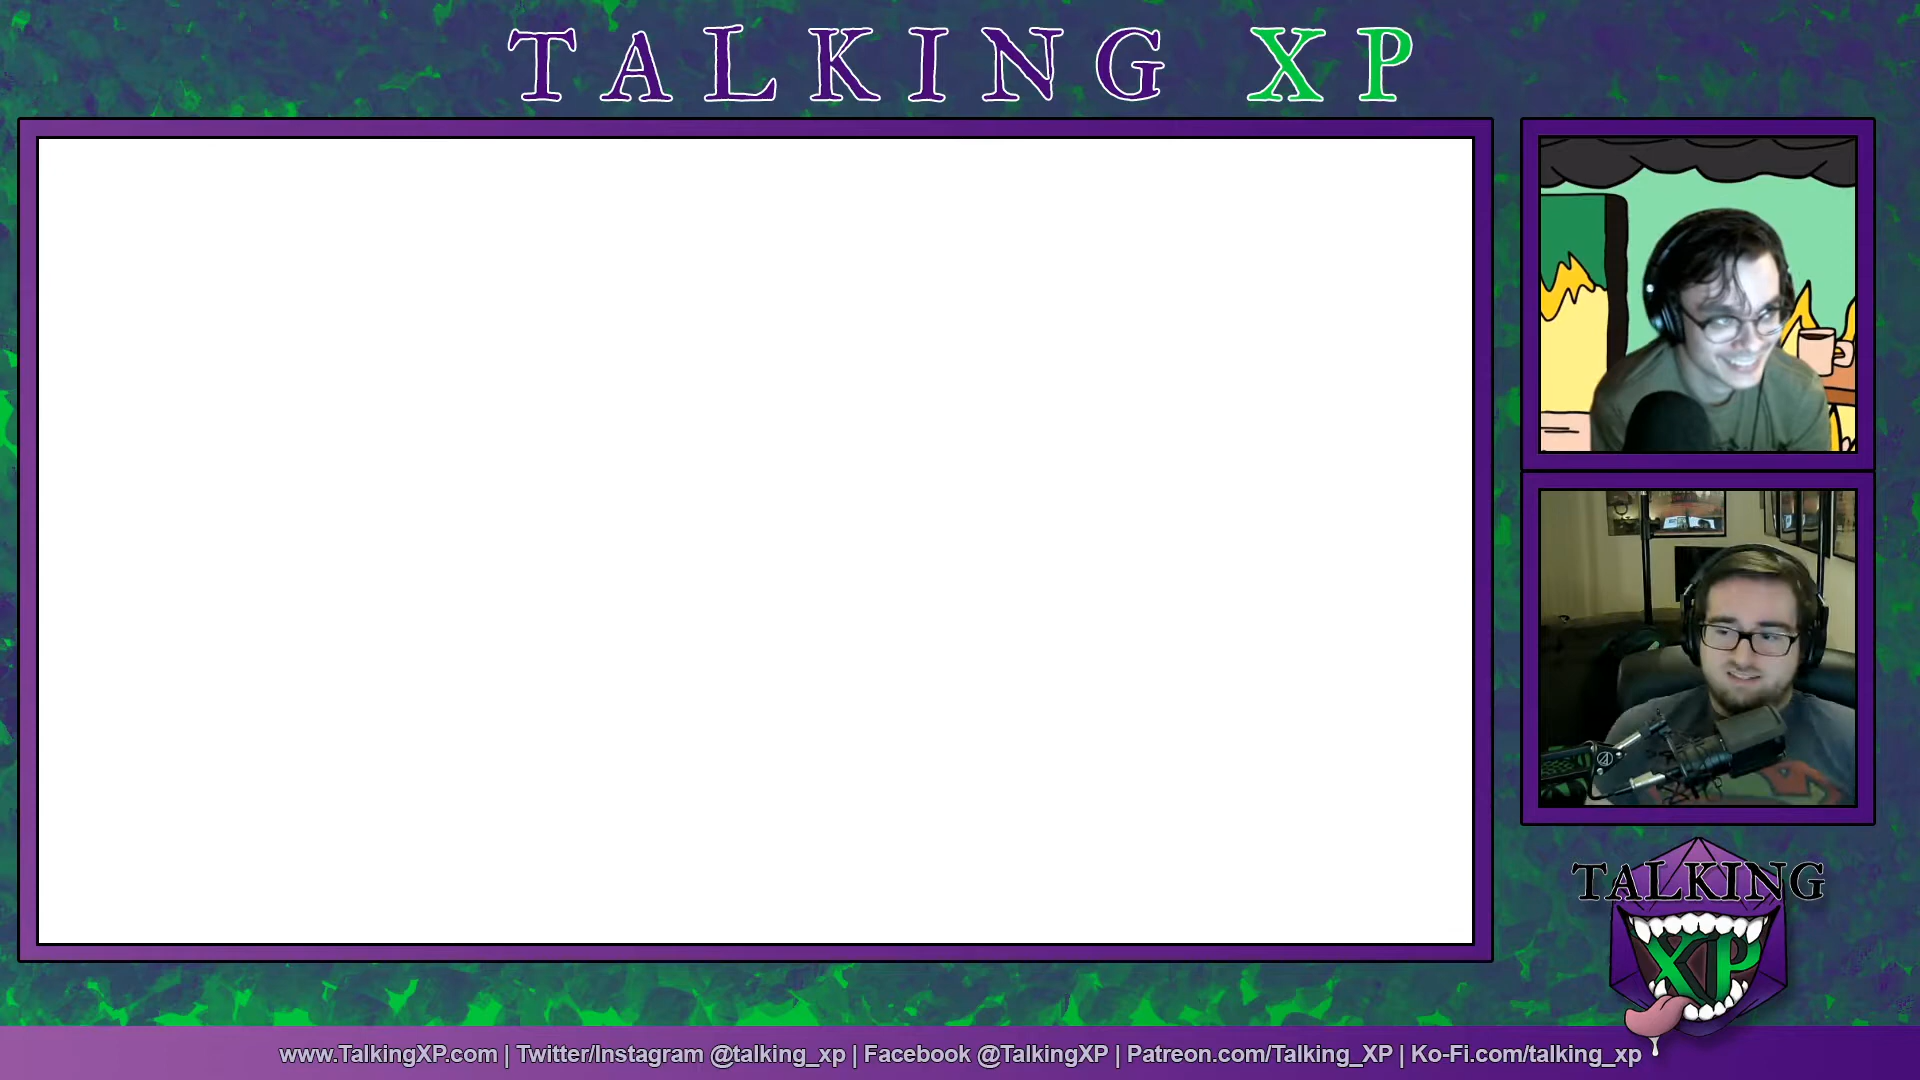 TALKING XP
TALKING
XP
www.TalkingXP.com | Twitter/Instagram @talking_xp | Facebook @TalkingXP | Patreon.com/Talking_XP | Ko-Fi.com/talking_xp